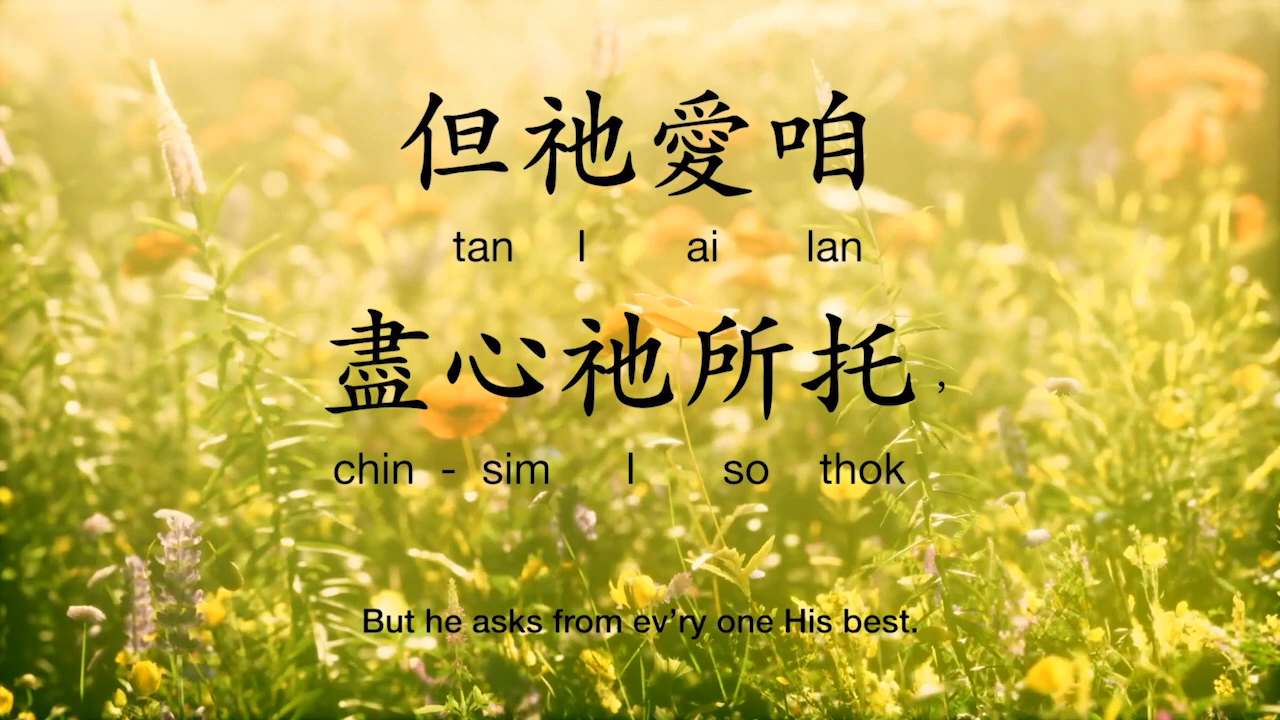 但祂愛咱
tan I ai lan
盡心祂所托，
chin - sim I so thok
But he asks from ev’ry one His best.